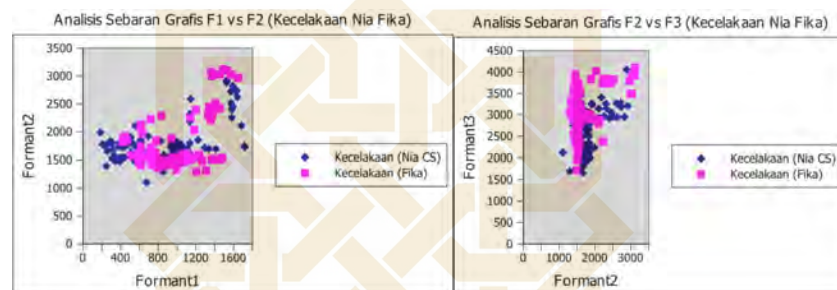 Analisis Sebaran Grafis F1 vs F2 (Kecelakaan Nia Fika)
3500
3000
2500
2000
1500
1000
500
0
Formant2
0 400 800 1200 1600
Formant1
Kecelakaan (Nia CS)
Kecelakaan (Fika)
Analisis Sebaran Grafis F2 vs F3 (Kecelakaan Nia Fika)
4500
4000
3500
3000
2500
2000
1500
1000
500
0
Formant3
0 1000 2000 3000
Formant2
Kecelakaan (Nia CS)
Kecelakaan (Fika)